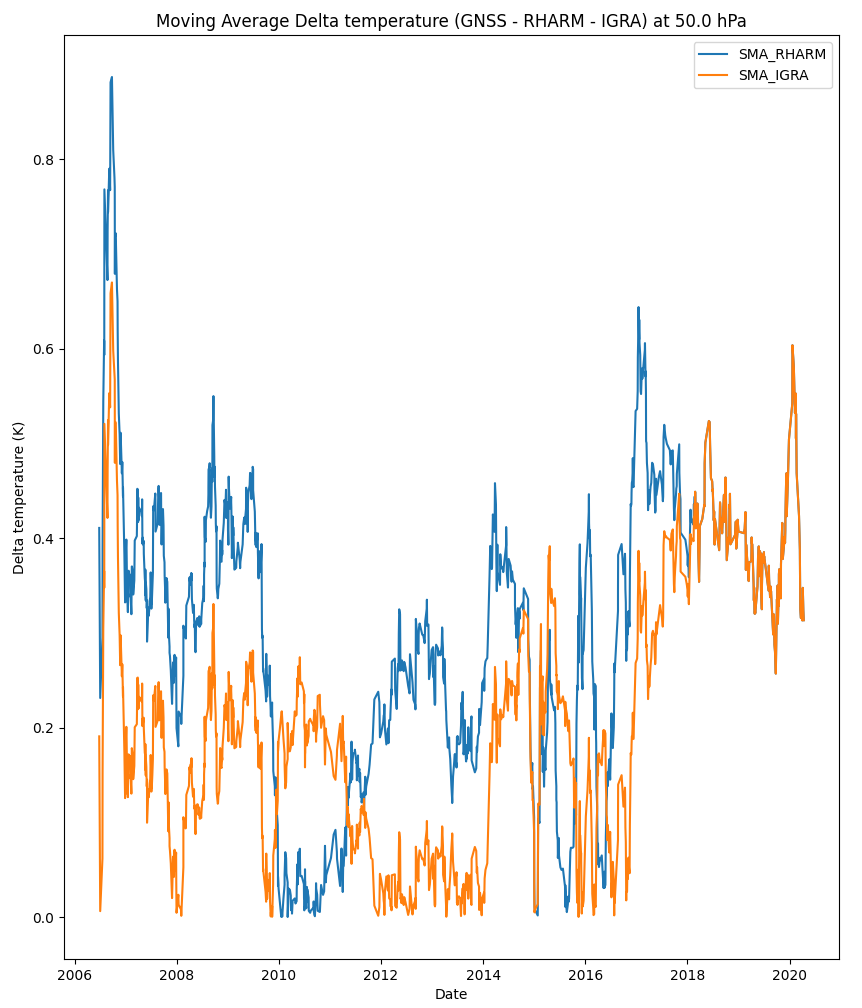 Moving Average Delta temperature (GNSS - RHARM - IGRA) at 50.0 hPa
SMA_RHARM
SMA_IGRA
0.8
0.6
0.4
0.2
0.0
Delta temperature (K)
2006 2008 2010 2012 2014 2016 2018 2020
Date